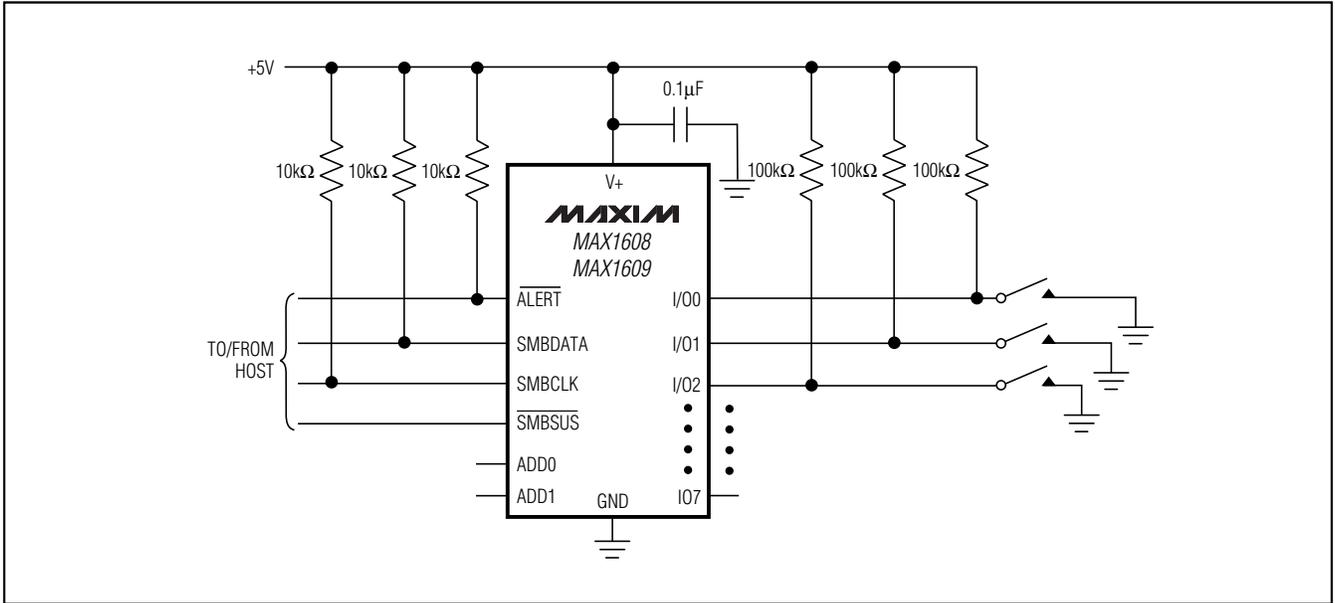 +5V
0.1μF
10kΩ 10kΩ 10kΩ
100kΩ 100kΩ 100kΩ
V+
MAXIM
MAX1608
MAX1609
ALERT
I/O0
TO/FROM
HOST
SMBDATA
I/O1
SMBCLK
I/O2
SMBSUS
ADD0
ADD1
GND
IO7